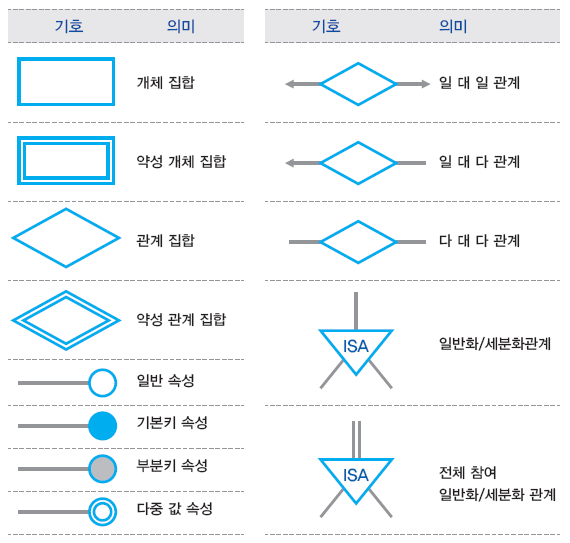 기호 의미
개체 집합
약성 개체 집합
관계 집합
약성 관계 집합
일반 속성
기본키 속성
부분키 속성
다중 값 속성
기호 의미
일 대 일 관계
일 대 다 관계
다 대 다 관계
ISA
일반화/세분화관계
ISA
전체 참여
일반화/세분화 관계